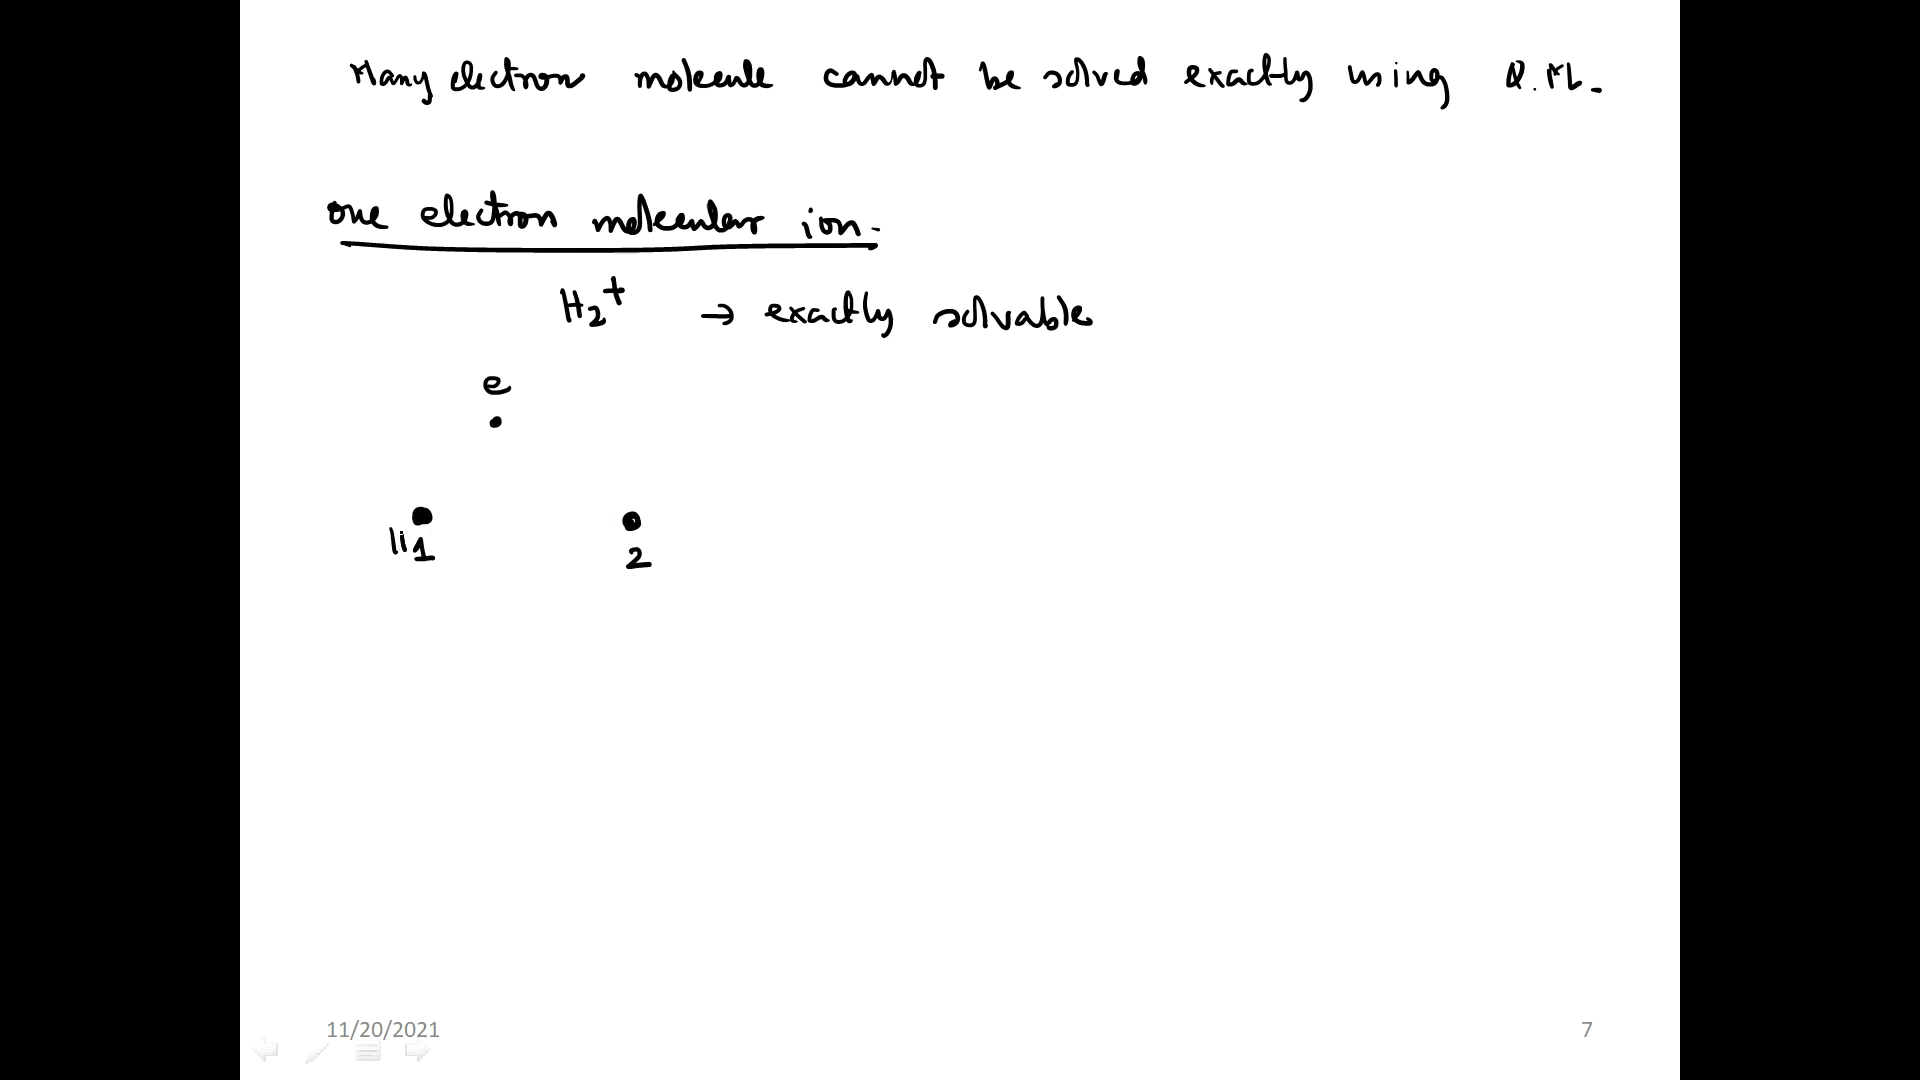 Many electron molecule cannot be solved exactly using Q.M.
one electron molecular ion.
H₂⁺ → exactly solvable
e
1 2
11/20/2021 7